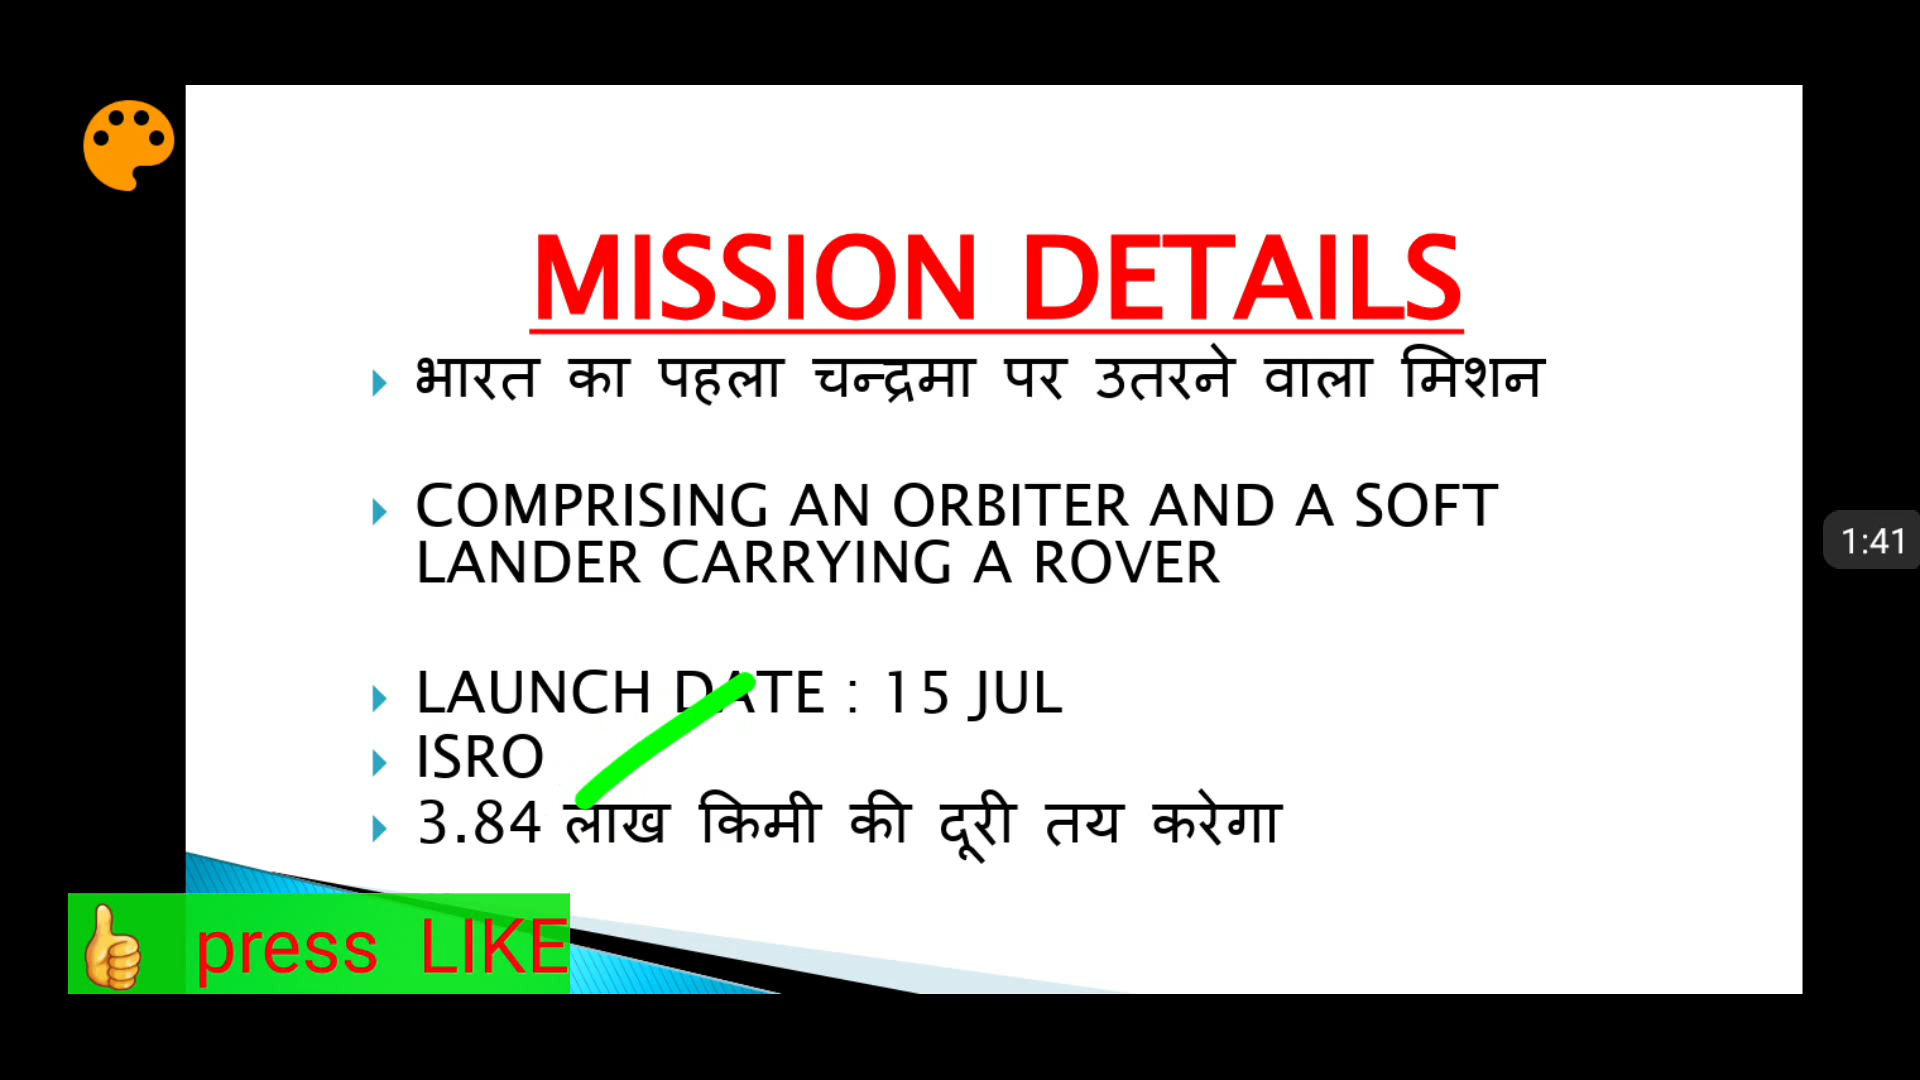 MISSION DETAILS
भारत का पहला चन्द्रमा पर उतरने वाला मिशन
COMPRISING AN ORBITER AND A SOFT
LANDER CARRYING A ROVER
LAUNCH DATE : 15 JUL
ISRO
3.84 लाख किमी की दूरी तय करेगा
press LIKE
1:41